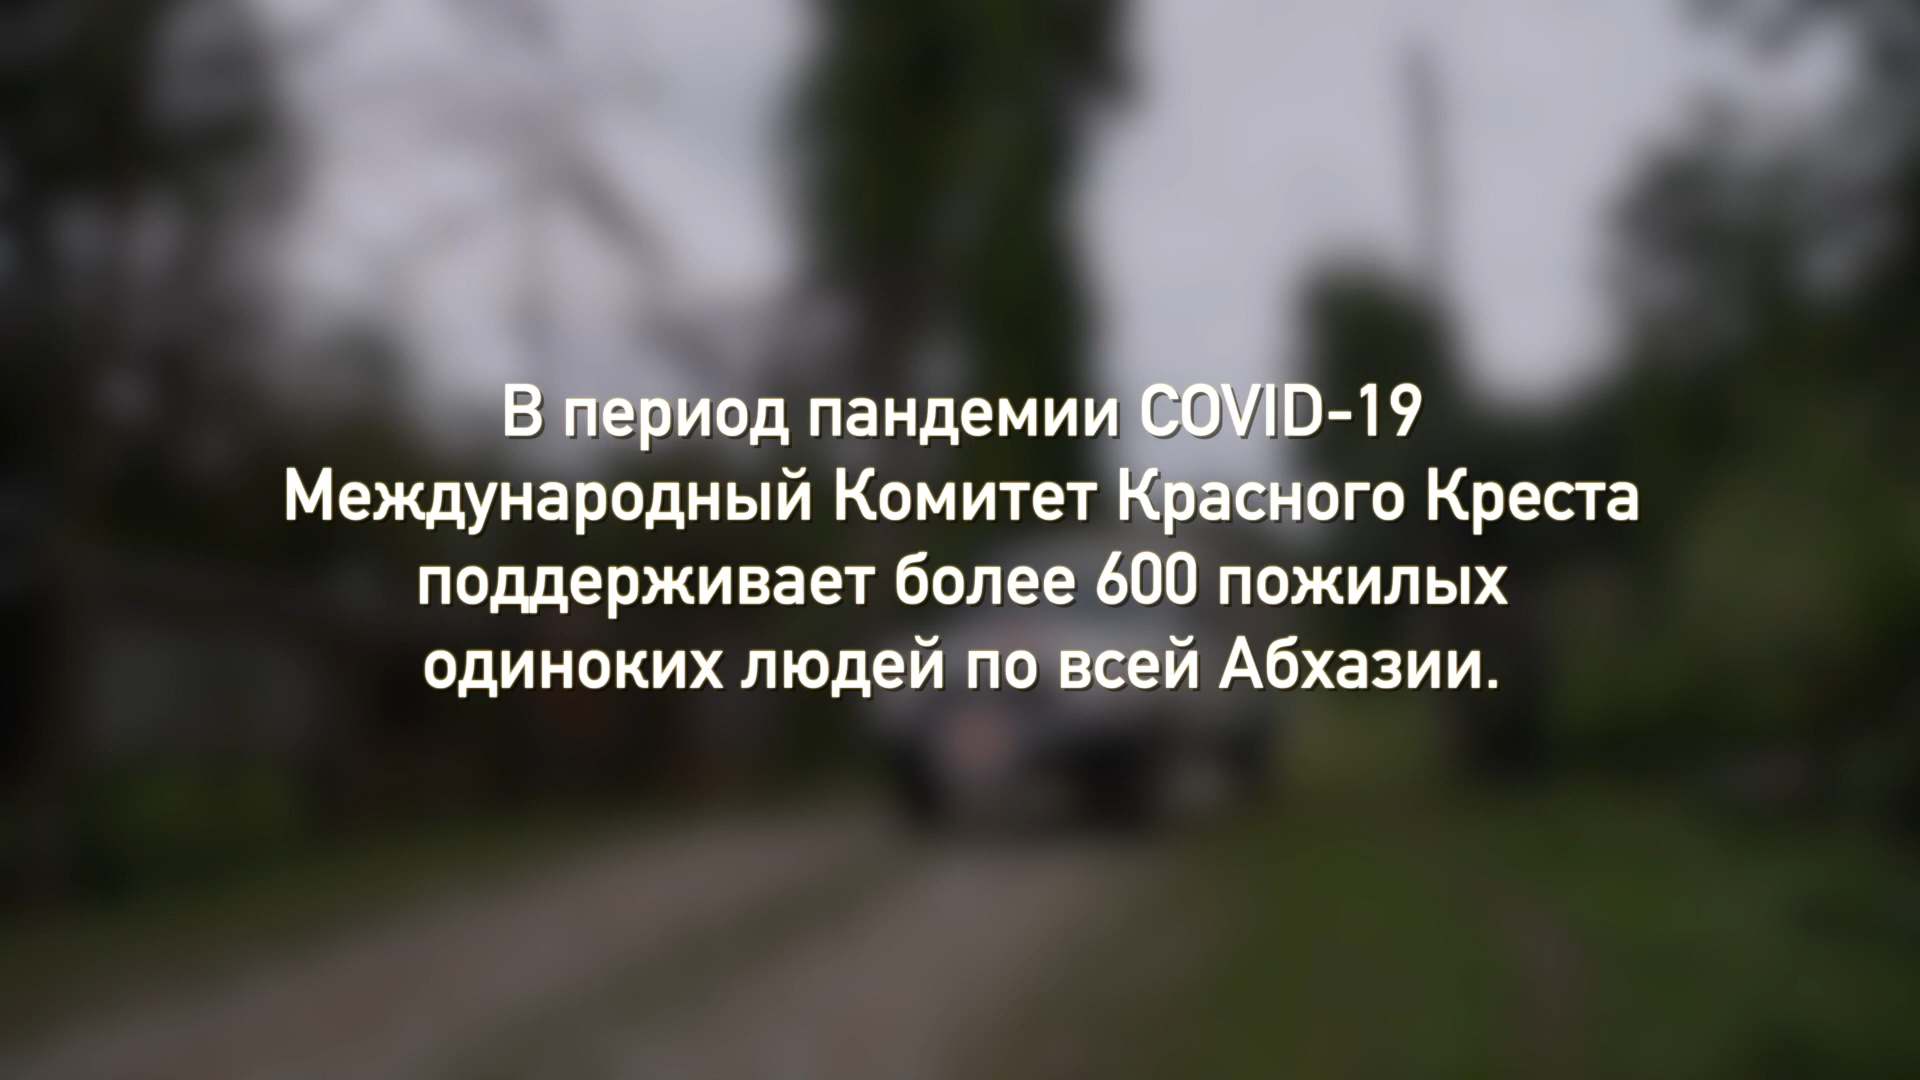 В период пандемии COVID-19
Международный Комитет Красного Креста
поддерживает более 600 пожилых
одиноких людей по всей Абхазии.